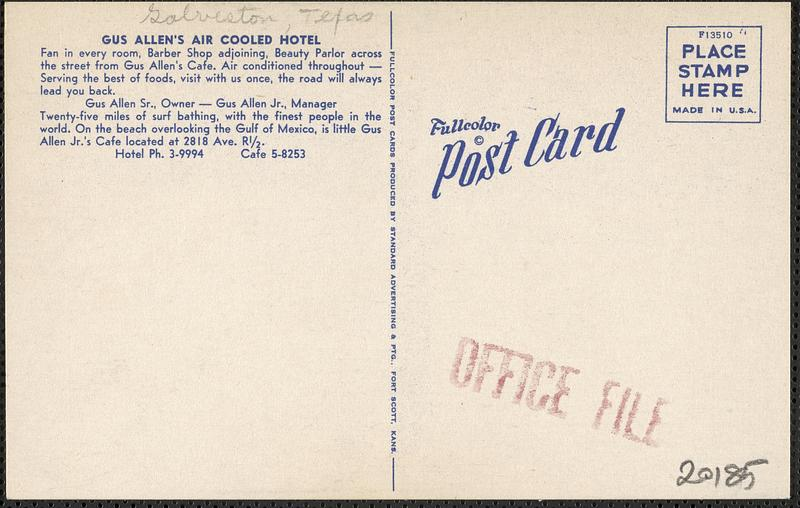 Galveston, Texas
GUS ALLEN'S AIR COOLED HOTEL
Fan in every room, Barber Shop adjoining, Beauty Parlor across
the street from Gus Allen's Cafe. Air conditioned throughout —
Serving the best of foods, visit with us once, the road will always
lead you back.
Gus Allen Sr., Owner — Gus Allen Jr., Manager
Twenty-five miles of surf bathing, with the finest people in the
world. On the beach overlooking the Gulf of Mexico, is little Gus
Allen Jr.'s Cafe located at 2818 Ave. R½.
Hotel Ph. 3-9994 Cafe 5-8253
FULLCOLOR POST CARDS PRODUCED BY STANDARD ADVERTISING & PTG., FORT SCOTT, KANS.
Fullcolor
©
Post Card
F13510
PLACE
STAMP
HERE
MADE IN U.S.A.
OFFICE FILE
20185